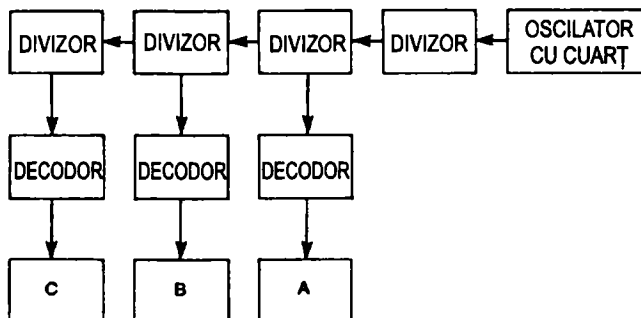 DIVIZOR
DIVIZOR
DIVIZOR
DIVIZOR
OSCILATOR
CU CUARȚ
DECODOR
DECODOR
DECODOR
C
B
A